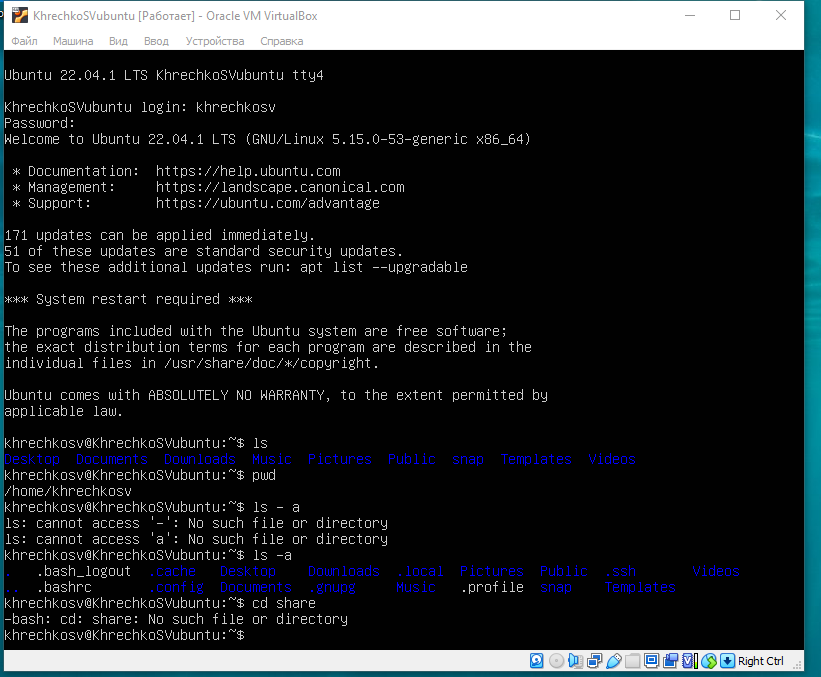 KhrechkoSVubuntu [Работает] - Oracle VM VirtualBox
Файл Машина Вид Ввод Устройства Справка
Ubuntu 22.04.1 LTS KhrechkoSVubuntu tty4
KhrechkoSVubuntu login: khrechkosv
Password:
Welcome to Ubuntu 22.04.1 LTS (GNU/Linux 5.15.0-53-generic x86_64)
* Documentation: https://help.ubuntu.com
* Management: https://landscape.canonical.com
* Support: https://ubuntu.com/advantage
171 updates can be applied immediately.
51 of these updates are standard security updates.
To see these additional updates run: apt list --upgradable
*** System restart required ***
The programs included with the Ubuntu system are free software;
the exact distribution terms for each program are described in the
individual files in /usr/share/doc/*/copyright.
Ubuntu comes with ABSOLUTELY NO WARRANTY, to the extent permitted by
applicable law.
khrechkosv@KhrechkoSVubuntu:~$ ls
Desktop Documents Downloads Music Pictures Public snap Templates Videos
khrechkosv@KhrechkoSVubuntu:~$ pwd
/home/khrechkosv
khrechkosv@KhrechkoSVubuntu:~$ ls - a
ls: cannot access '-': No such file or directory
ls: cannot access 'a': No such file or directory
khrechkosv@KhrechkoSVubuntu:~$ ls -a
. .bash_logout .cache Desktop Downloads .local Pictures Public .ssh Videos
.. .bashrc .config Documents .gnupg Music .profile snap Templates
khrechkosv@KhrechkoSVubuntu:~$ cd share
-bash: cd: share: No such file or directory
khrechkosv@KhrechkoSVubuntu:~$
Right Ctrl